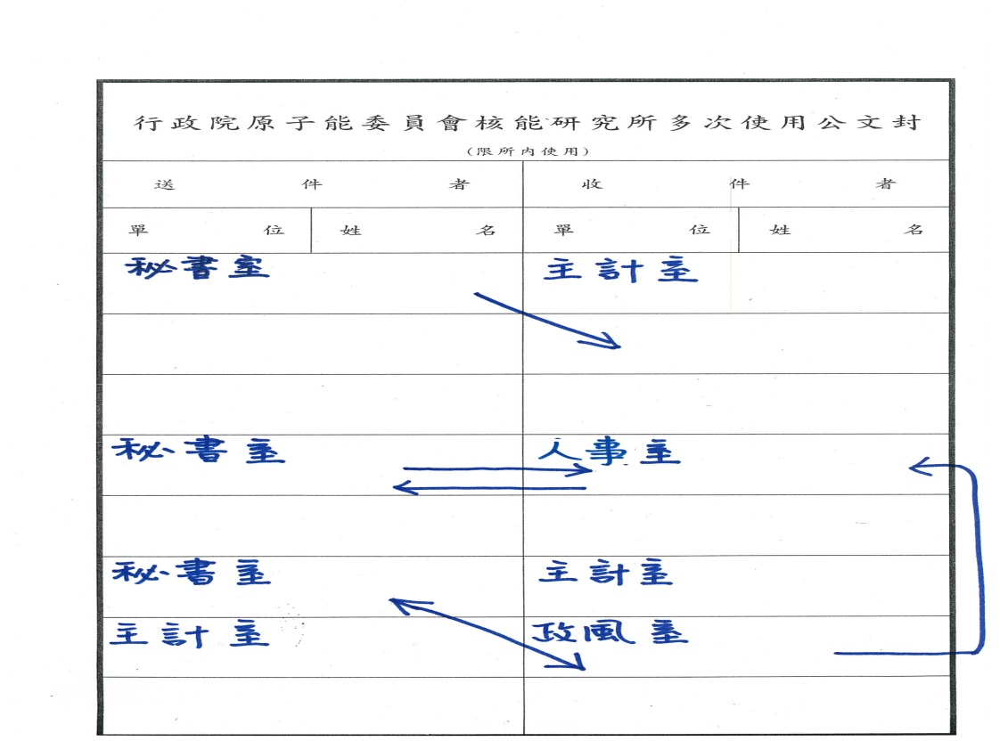 行政院原子能委員會核能研究所多次使用公文封
(限所內使用)
送件者 收件者
單位 姓名 單位 姓名
秘書室 主計室
秘書室 人事室
秘書室 主計室
主計室 政風室